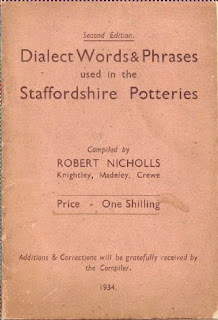 Second Edition.
Dialect Words & Phrases
used in the
Staffordshire Potteries
Compiled by
ROBERT NICHOLLS
Knightley, Madeley, Crewe
Price - One Shilling
Additions & Corrections will be gratefully received by
the Compiler.
1934.